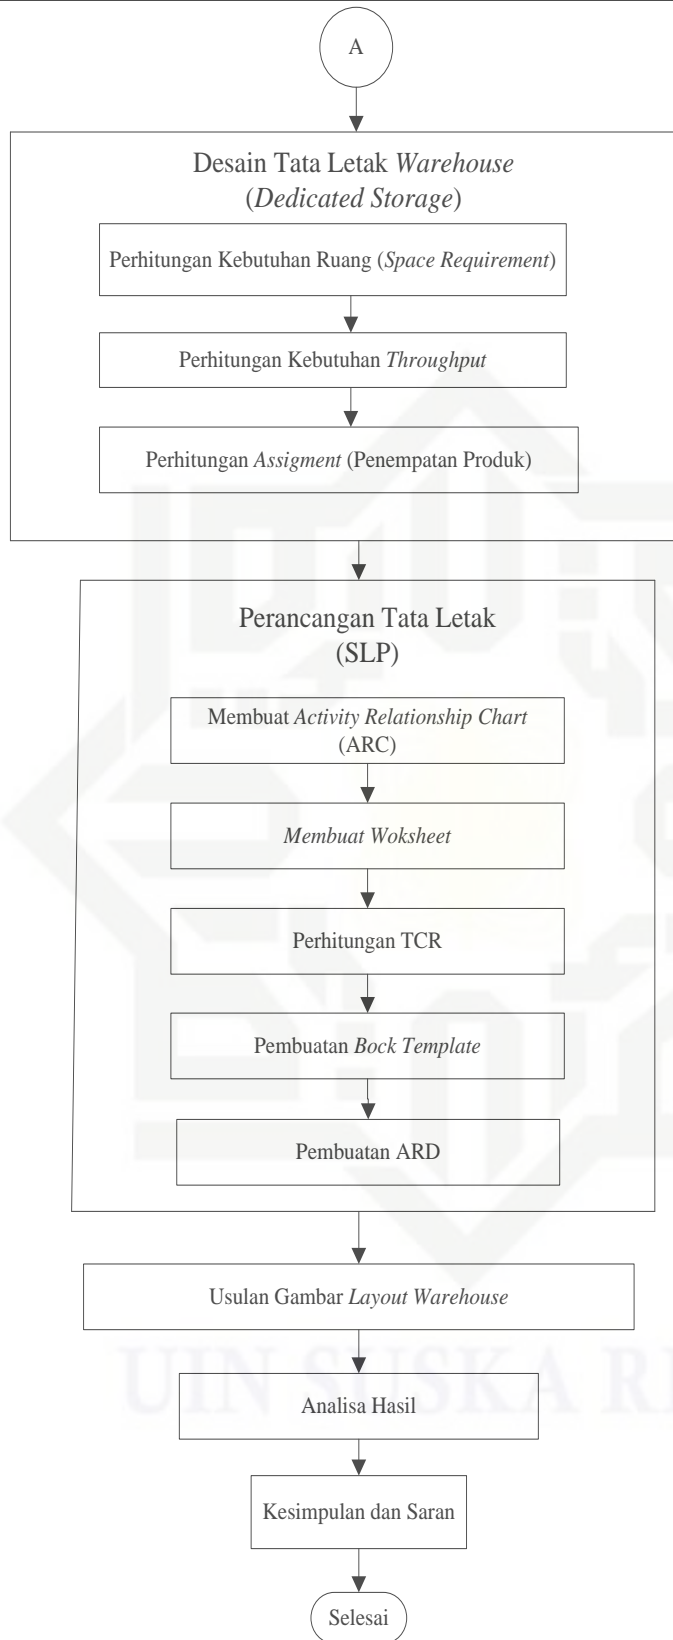 A
Desain Tata Letak Warehouse
(Dedicated Storage)
Perhitungan Kebutuhan Ruang (Space Requirement)
Perhitungan Kebutuhan Throughput
Perhitungan Assigment (Penempatan Produk)
Perancangan Tata Letak
(SLP)
Membuat Activity Relationship Chart
(ARC)
Membuat Woksheet
Perhitungan TCR
Pembuatan Bock Template
Pembuatan ARD
Usulan Gambar Layout Warehouse
UIN SUSKA
Analisa Hasil
Kesimpulan dan Saran
Selesai